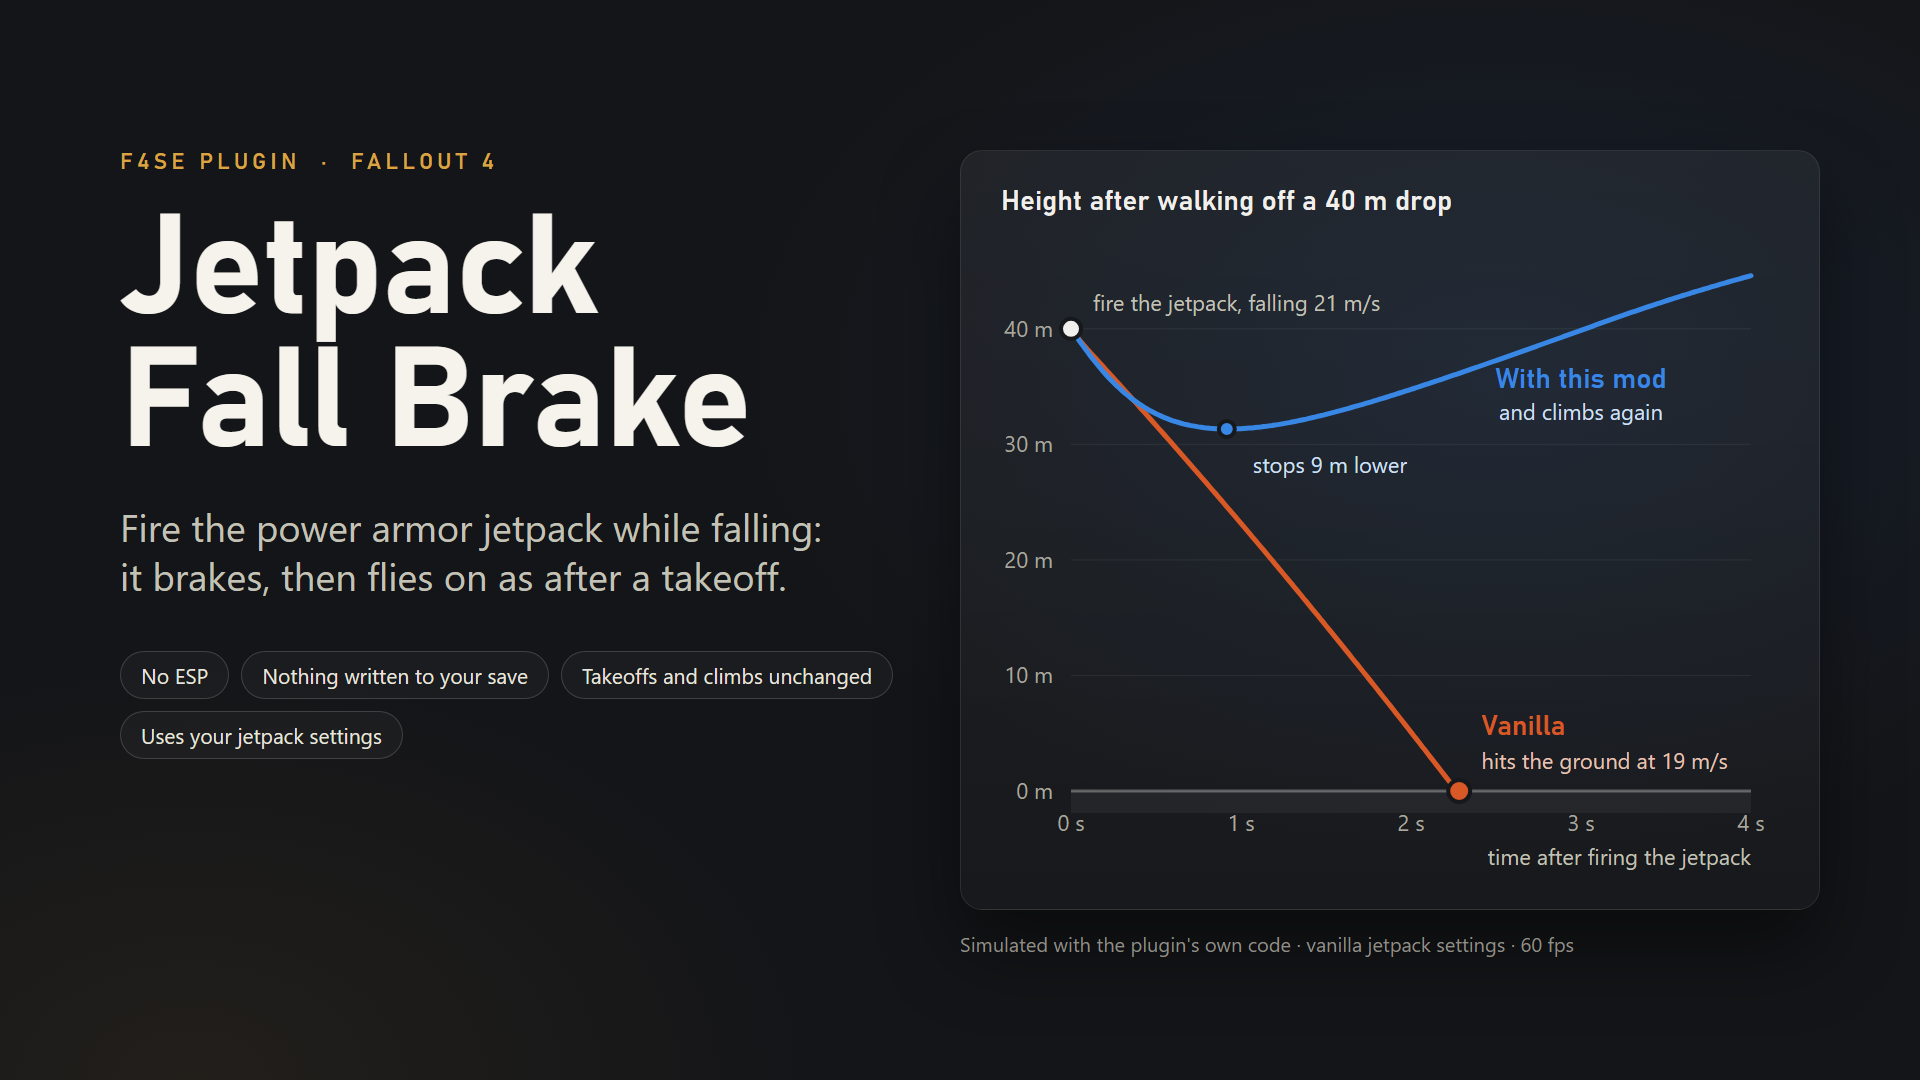 F4SE PLUGIN · FALLOUT 4
Jetpack
Fall Brake
Fire the power armor jetpack while falling:
it brakes, then flies on as after a takeoff.
No ESP
Nothing written to your save
Takeoffs and climbs unchanged
Uses your jetpack settings
Height after walking off a 40 m drop
fire the jetpack, falling 21 m/s
40 m
With this mod
and climbs again
30 m
stops 9 m lower
20 m
10 m
Vanilla
hits the ground at 19 m/s
0 m
0 s
1 s
2 s
3 s
4 s
time after firing the jetpack
Simulated with the plugin's own code · vanilla jetpack settings · 60 fps